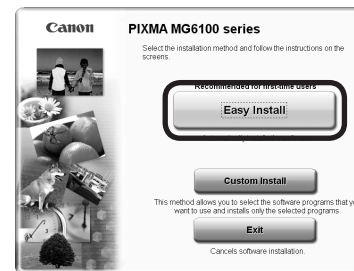 Canon
PIXMA MG6100 series
Select the installation method and follow the instructions on the
screens.
Recommended for first-time users
Easy Install
Custom Install
This method allows you to select the software programs that
want to use and installs only the selected programs.
Exit
Cancels software installation.